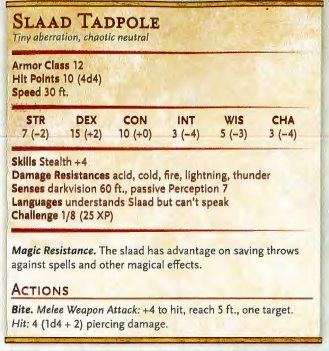 SLAAD TADPOLE
Tiny aberration, chaotic neutral
Armor Class 12
Hit Points 10 (4d4)
Speed 30 ft.
STR DEX CON INT WIS CHA
7 (−2) 15 (+2) 10 (+0) 3 (−4) 5 (−3) 3 (−4)
Skills Stealth +4
Damage Resistances acid, cold, fire, lightning, thunder
Senses darkvision 60 ft., passive Perception 7
Languages understands Slaad but can't speak
Challenge 1/8 (25 XP)
Magic Resistance. The slaad has advantage on saving throws
against spells and other magical effects.
ACTIONS
Bite. Melee Weapon Attack: +4 to hit, reach 5 ft., one target.
Hit: 4 (1d4 + 2) piercing damage.